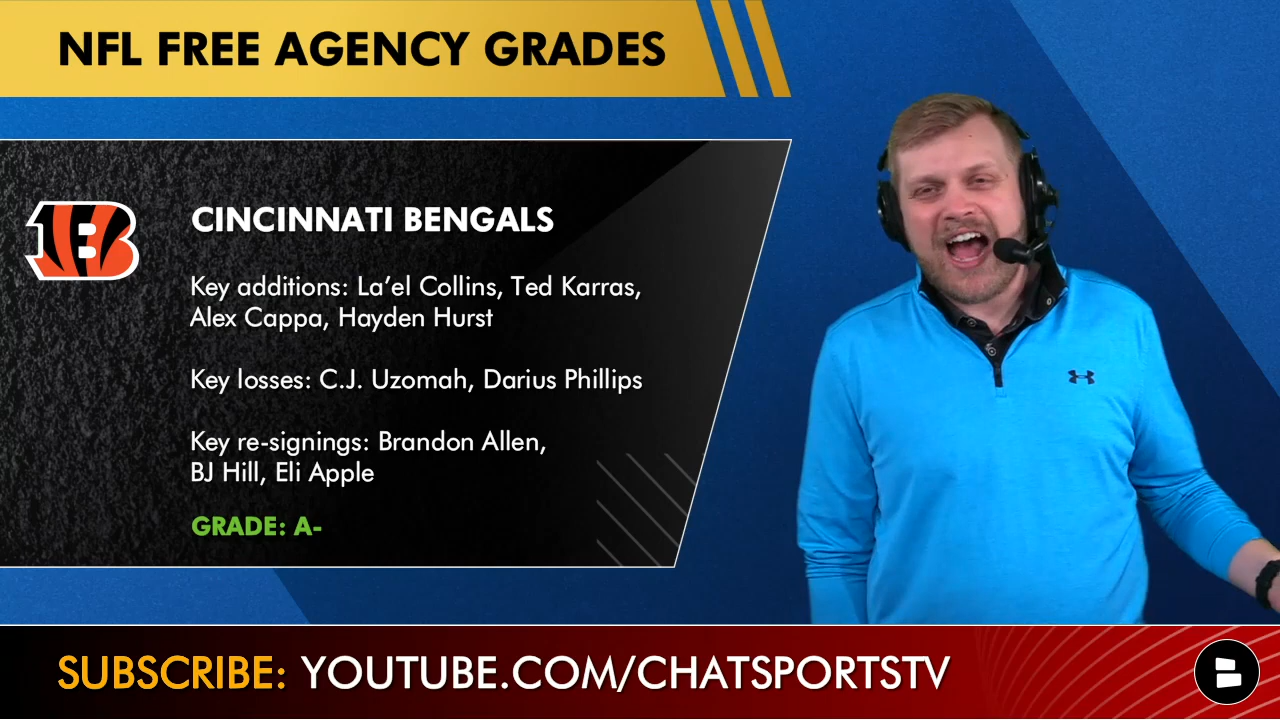 NFL FREE AGENCY GRADES
CINCINNATI BENGALS
Key additions: La’el Collins, Ted Karras,
Alex Cappa, Hayden Hurst
Key losses: C.J. Uzomah, Darius Phillips
Key re-signings: Brandon Allen,
BJ Hill, Eli Apple
GRADE: A-
SUBSCRIBE: YOUTUBE.COM/CHATSPORTSTV